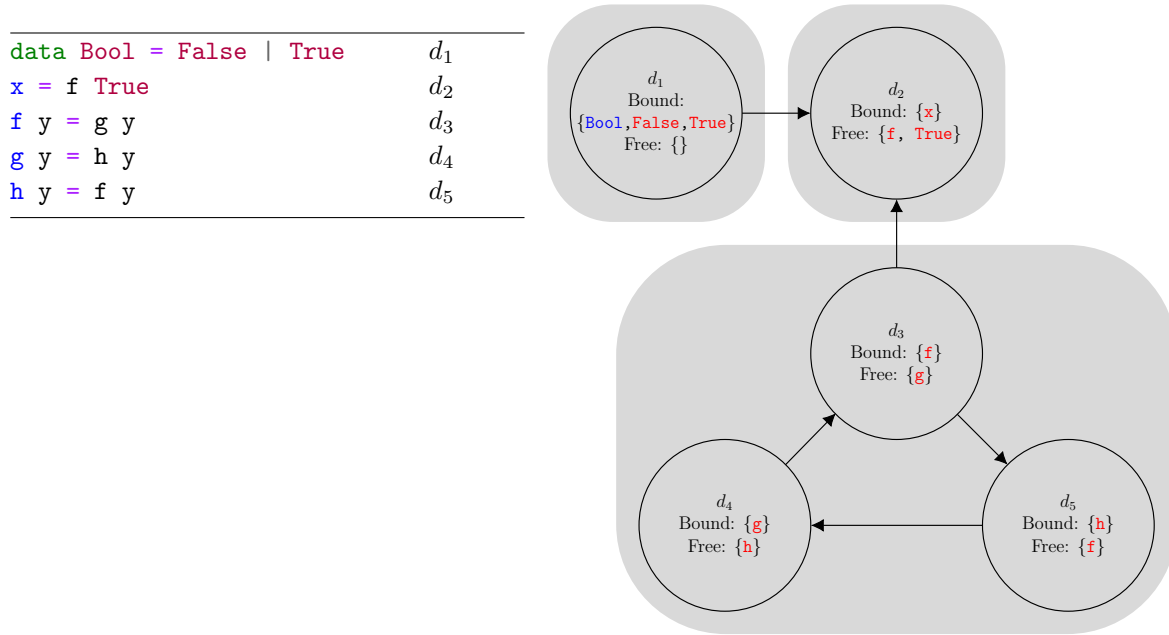 data Bool = False | True d₁
x = f True d₂
f y = g y d₃
g y = h y d₄
h y = f y d₅
d₁
Bound:
{Bool,False,True}
Free: {}
d₂
Bound: {x}
Free: {f, True}
d₃
Bound: {f}
Free: {g}
d₄
Bound: {g}
Free: {h}
d₅
Bound: {h}
Free: {f}